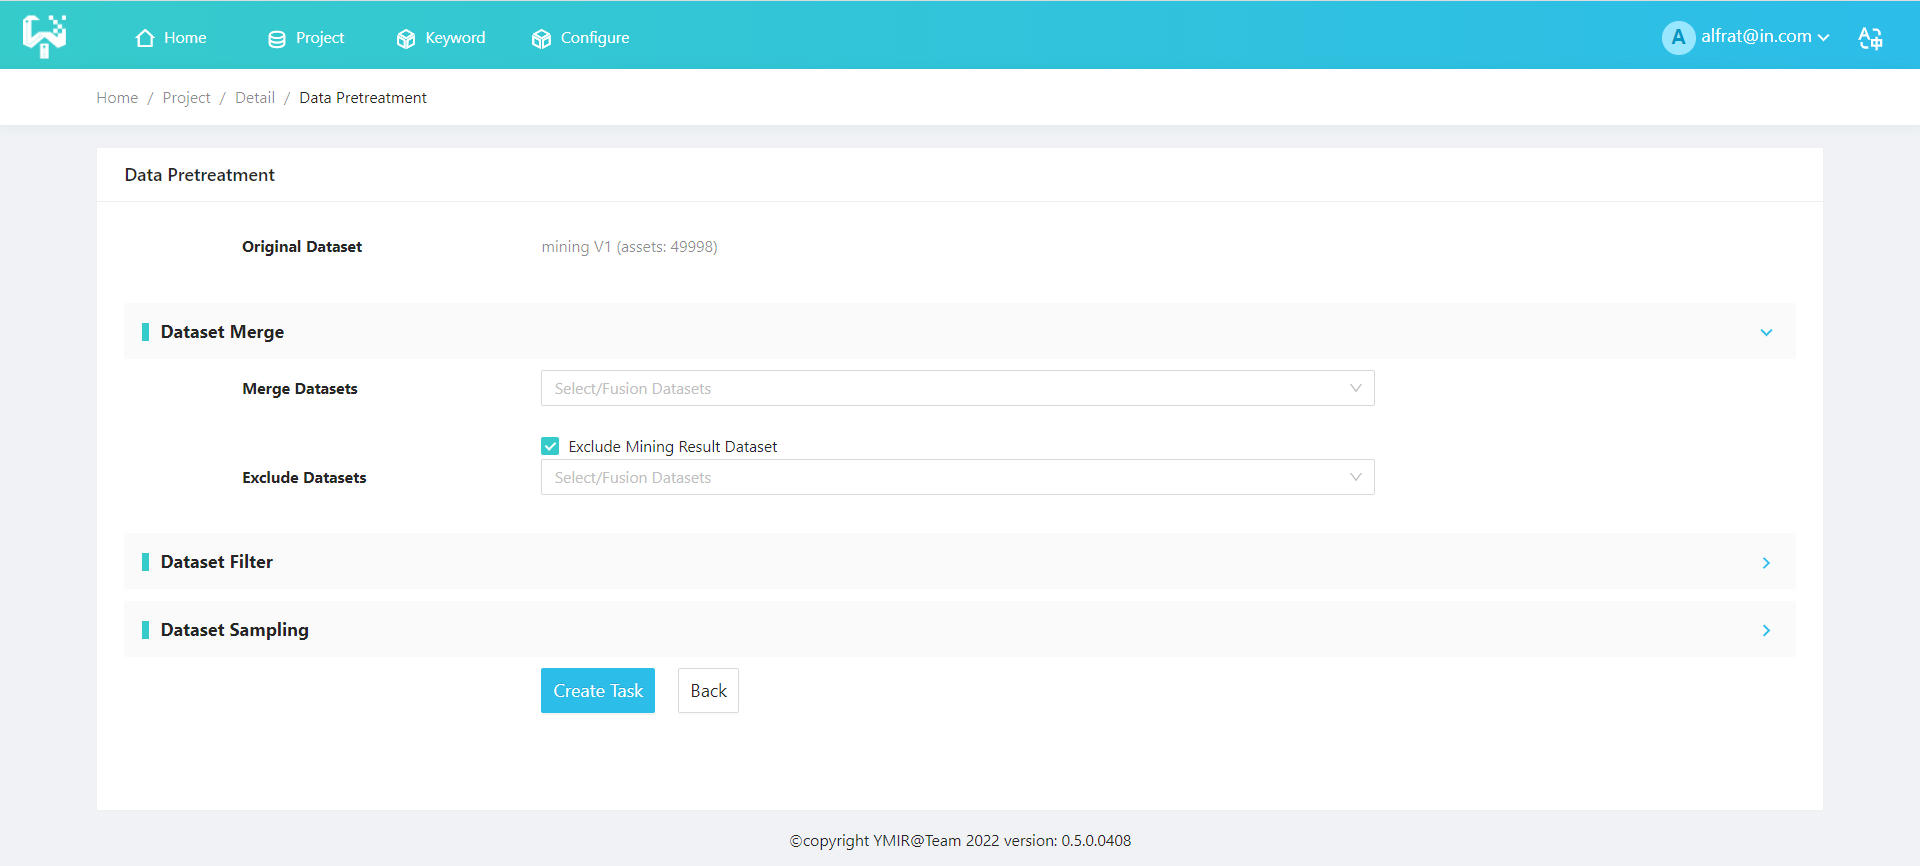 Home Project Keyword Configure A alfrat@in.com
Home / Project / Detail / Data Pretreatment
Data Pretreatment
Original Dataset mining V1 (assets: 49998)
Dataset Merge
Merge Datasets Select/Fusion Datasets
Exclude Mining Result Dataset
Exclude Datasets Select/Fusion Datasets
Dataset Filter
Dataset Sampling
Create Task Back
©copyright YMIR@Team 2022 version: 0.5.0.0408